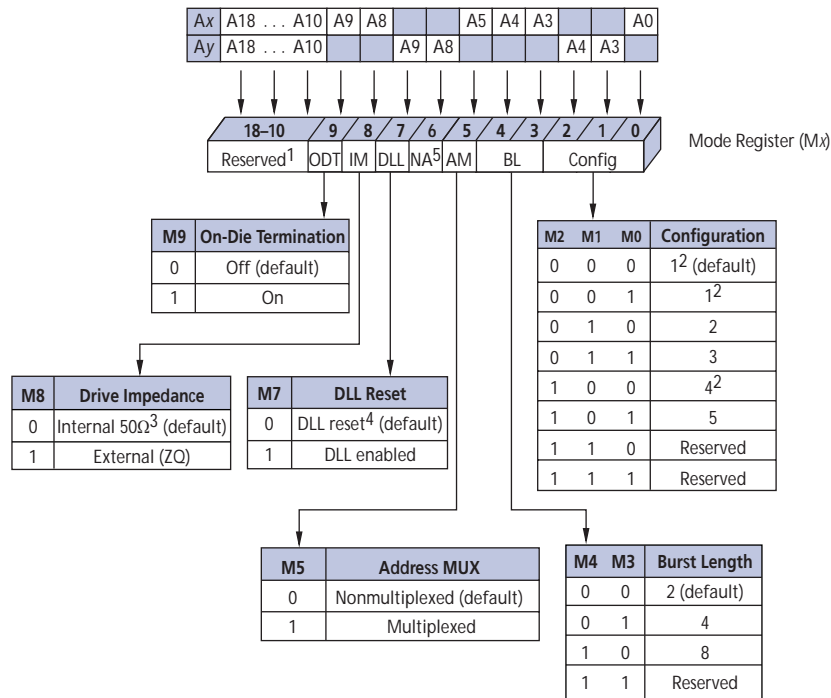 Ax A18 . . . A10 A9 A8 A5 A4 A3 A0
Ay A18 . . . A10 A9 A8 A4 A3
18–10 9 8 7 6 5 4 3 2 1 0
Mode Register (Mx)
Reserved1 ODT IM DLL NA5 AM BL Config
M9 On-Die Termination
0 Off (default)
1 On
M2 M1 M0 Configuration
0 0 0 12 (default)
0 0 1 12
0 1 0 2
0 1 1 3
1 0 0 42
1 0 1 5
1 1 0 Reserved
1 1 1 Reserved
M8 Drive Impedance
0 Internal 50Ω3 (default)
1 External (ZQ)
M7 DLL Reset
0 DLL reset4 (default)
1 DLL enabled
M5 Address MUX
0 Nonmultiplexed (default)
1 Multiplexed
M4 M3 Burst Length
0 0 2 (default)
0 1 4
1 0 8
1 1 Reserved